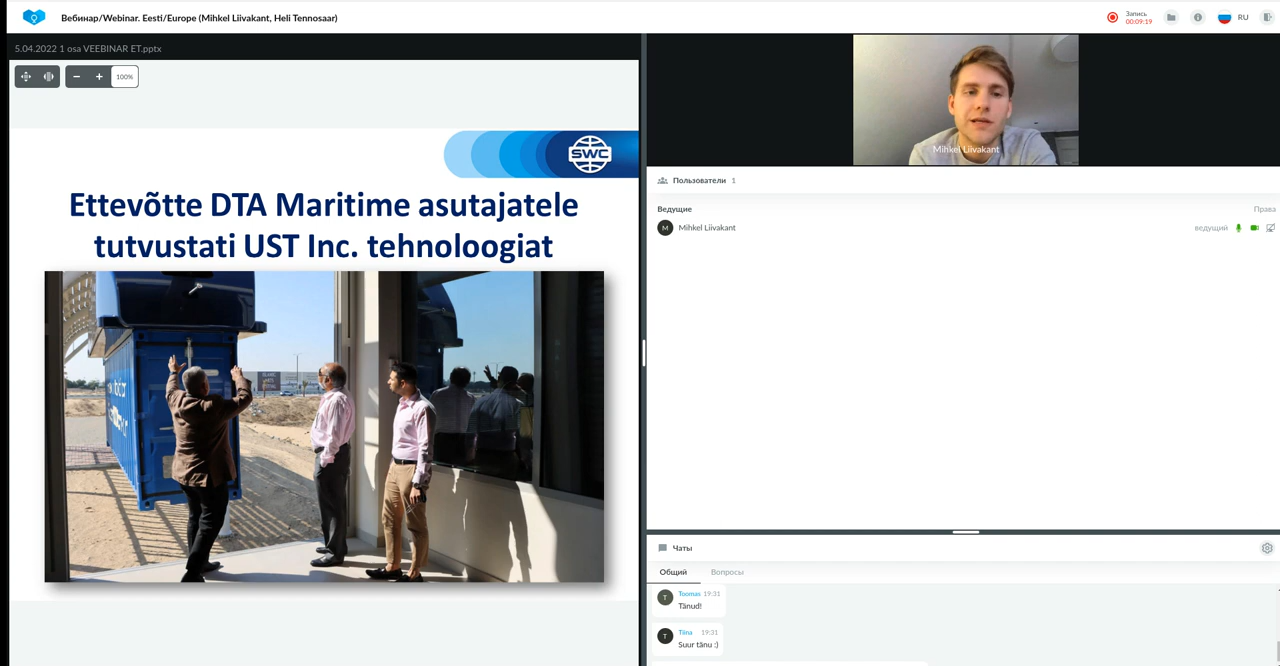 Вебинар/Webinar. Eesti/Europe (Mihkel Liivakant, Heli Tennosaar)
Запись
00:09:19
RU
5.04.2022 1 osa VEEBINAR ET.pptx
100%
SWC
Ettevõtte DTA Maritime asutajatele
tutvustati UST Inc. tehnoloogiat
Mihkel Liivakant
Пользователи 1
Ведущие
Права
M
Mihkel Liivakant
ведущий
Чаты
Общий
Вопросы
T
Toomas 19:31
Tänud!
T
Tiina 19:31
Suur tänu :)